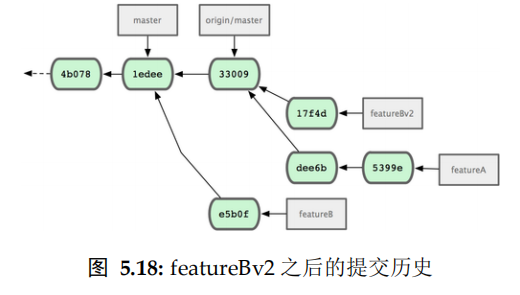 master
origin/master
4b078
1edee
33009
17f4d
featureBv2
dee6b
5399e
featureA
e5b0f
featureB
图 5.18: featureBv2 之后的提交历史